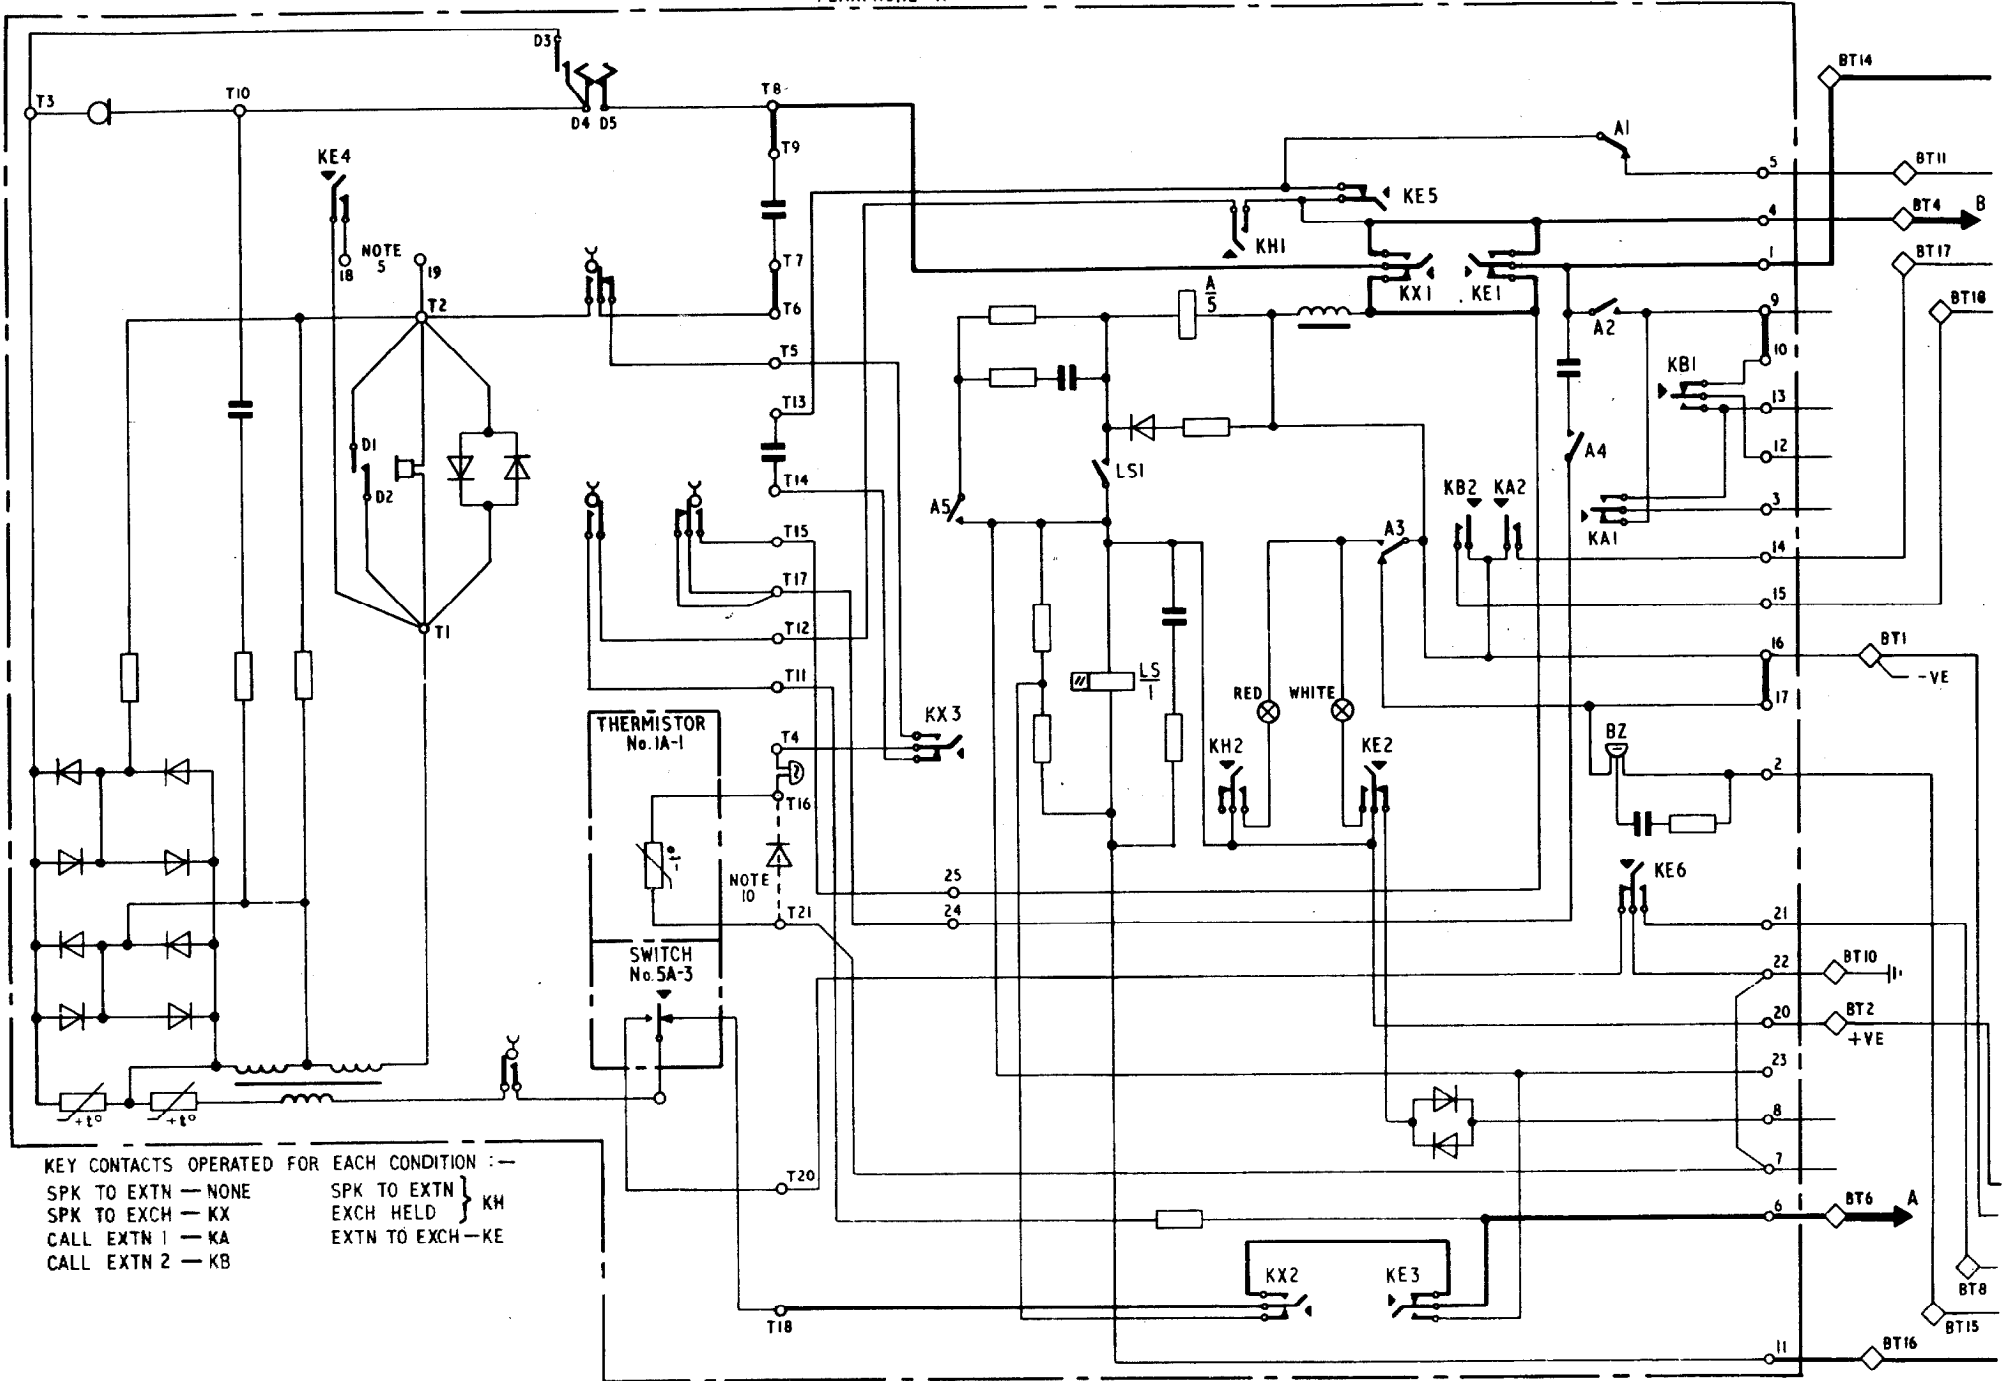 BT14
D3
T3
T10
D4 D5
T8
T9
A1
5
BT11
KE4
KE5
4
BT4
B
18
NOTE
5
19
T2
T7
T6
KH1
KX1
KE1
1
BT17
A
5
A2
9
BT18
T5
10
KB1
T13
13
D1
D2
T14
LS1
A4
12
A5
KB2
KA2
3
KA1
T15
A3
14
T17
15
T1
T12
16
BT1
-VE
T11
LS
1
RED
WHITE
17
THERMISTOR
No.1A-1
KX3
T4
KH2
KE2
BZ
2
T16
-t°
NOTE
10
25
KE6
T21
24
21
SWITCH
No.5A-3
22
BT10
20
BT2
+VE
23
+t°
+t°
8
7
KEY CONTACTS OPERATED FOR EACH CONDITION :—
SPK TO EXTN — NONE
SPK TO EXCH — KX
CALL EXTN 1 — KA
CALL EXTN 2 — KB
SPK TO EXTN
EXCH HELD
KH
EXTN TO EXCH — KE
T20
6
BT6
A
KX2
KE3
BT8
T18
BT15
11
BT16